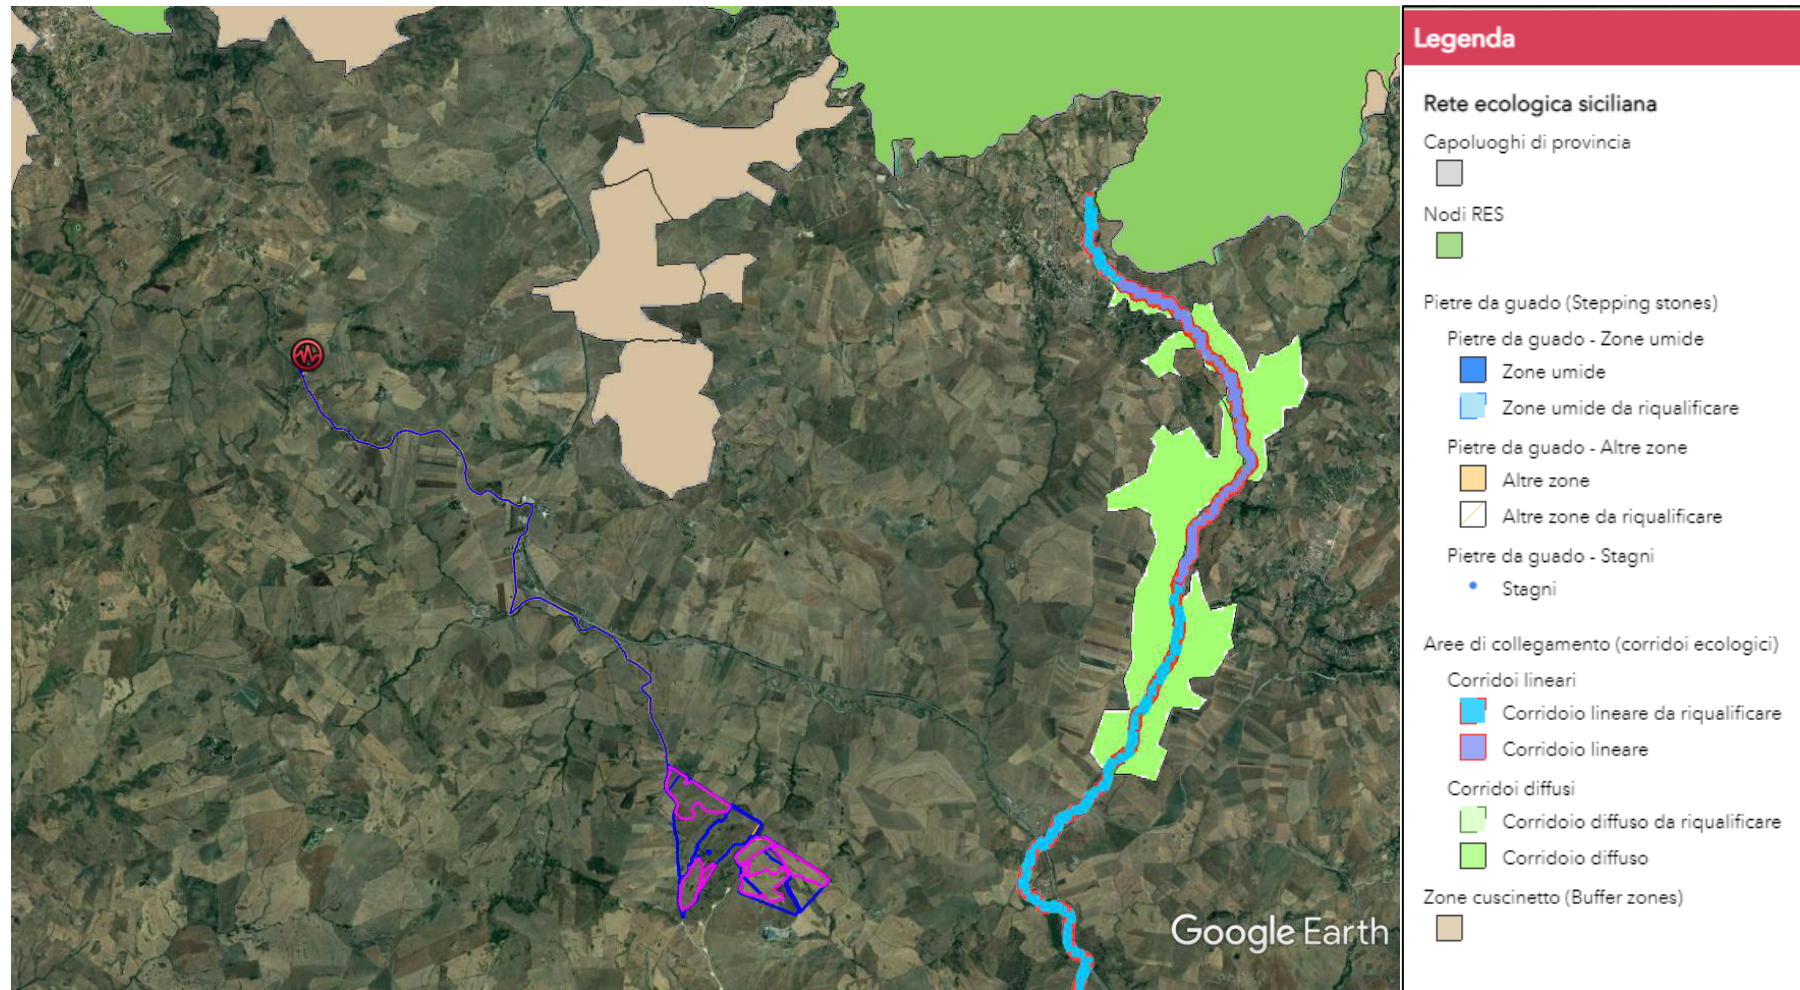 Legenda
Rete ecologica siciliana
Capoluoghi di provincia
Nodi RES
Pietre da guado (Stepping stones)
Pietre da guado - Zone umide
Zone umide
Zone umide da riqualificare
Pietre da guado - Altre zone
Altre zone
Altre zone da riqualificare
Pietre da guado - Stagni
Stagni
Aree di collegamento (corridoi ecologici)
Corridoi lineari
Corridoio lineare da riqualificare
Corridoio lineare
Corridoi diffusi
Corridoio diffuso da riqualificare
Corridoio diffuso
Zone cuscinetto (Buffer zones)
Google Earth